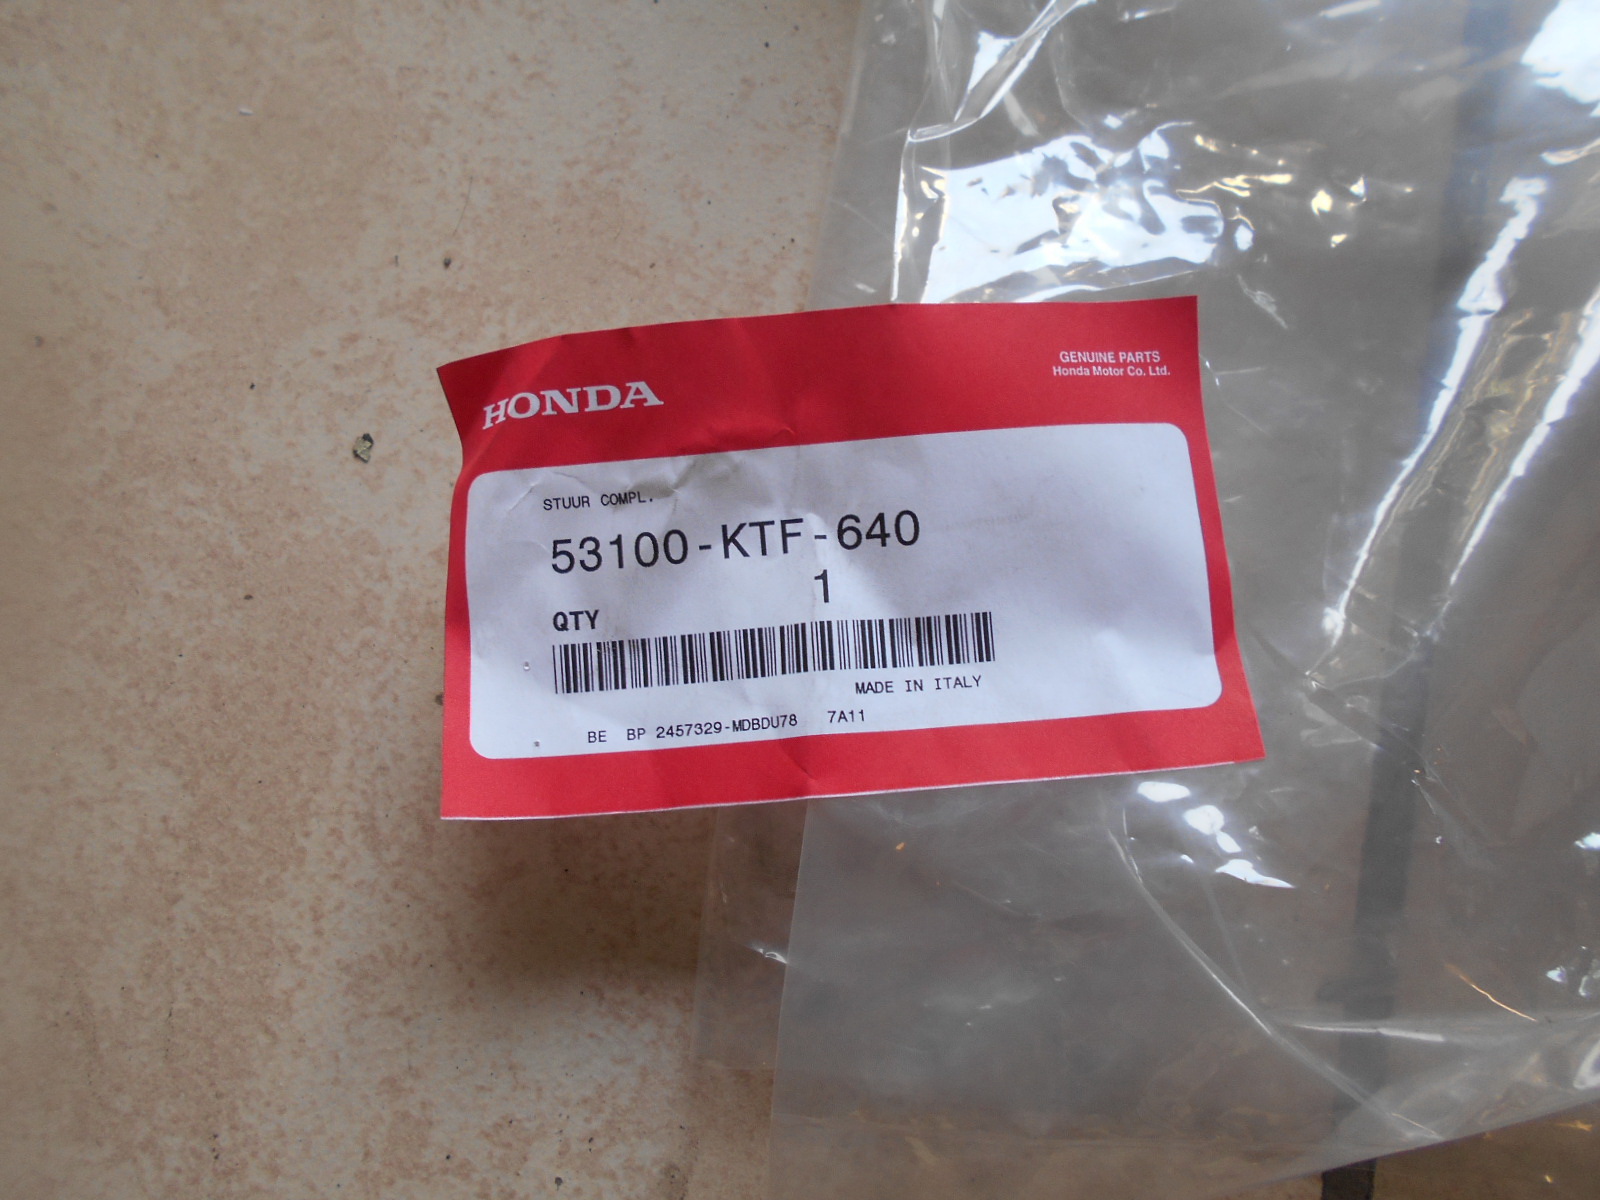 HONDA
GENUINE PARTS
Honda Motor Co. Ltd.
STUUR COMPL.
53100-KTF-640
1
QTY
MADE IN ITALY
BE BP 2457329-MDBDU78 7A11